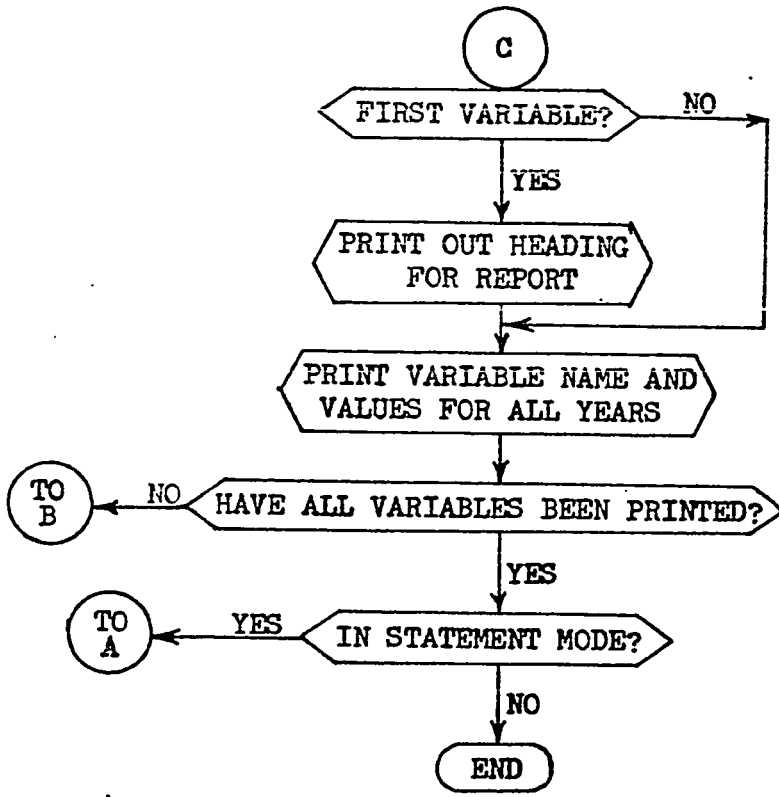 C
FIRST VARIABLE?
NO
YES
PRINT OUT HEADING
FOR REPORT
PRINT VARIABLE NAME AND
VALUES FOR ALL YEARS
TO
B
NO
HAVE ALL VARIABLES BEEN PRINTED?
YES
TO
A
YES
IN STATEMENT MODE?
NO
END